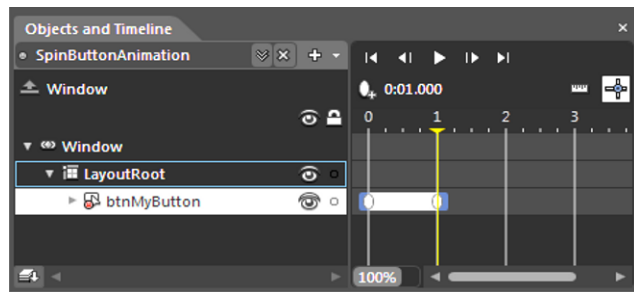 Objects and Timeline
SpinButtonAnimation
Window
0:01.000
0 1 2 3
Window
LayoutRoot
btnMyButton
100%